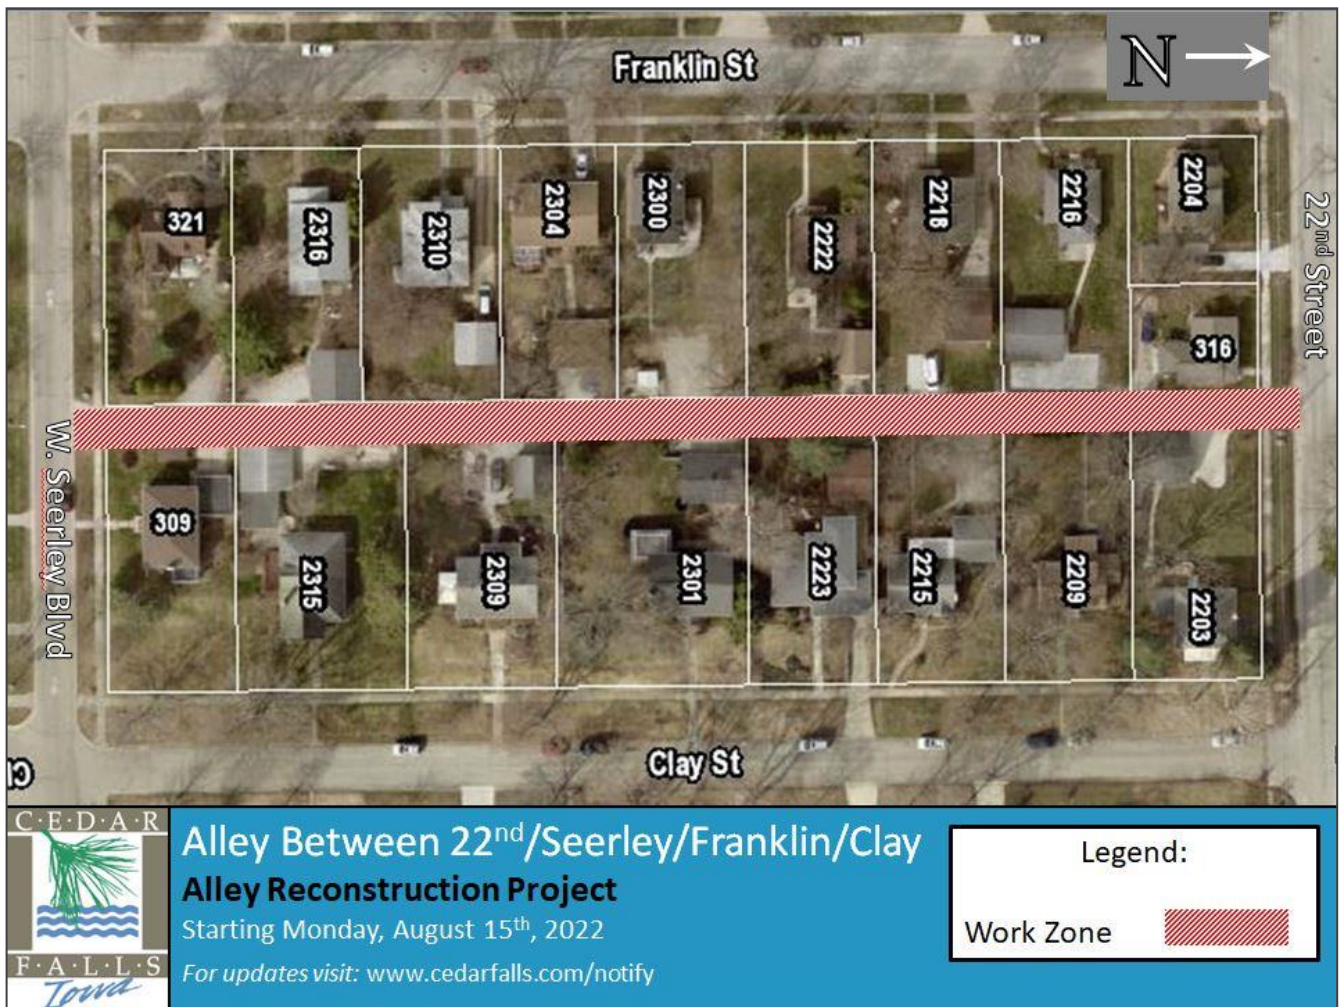 Franklin St
N
22nd Street
W. Seerley Blvd
321
2316
2310
2304
2300
2222
2218
2216
2204
316
309
2315
2309
2301
2223
2215
2209
2203
Clay St
Cl
C·E·D·A·R
F·A·L·L·S
Iowa
Alley Between 22nd/Seerley/Franklin/Clay
Alley Reconstruction Project
Starting Monday, August 15th, 2022
For updates visit: www.cedarfalls.com/notify
Legend:
Work Zone